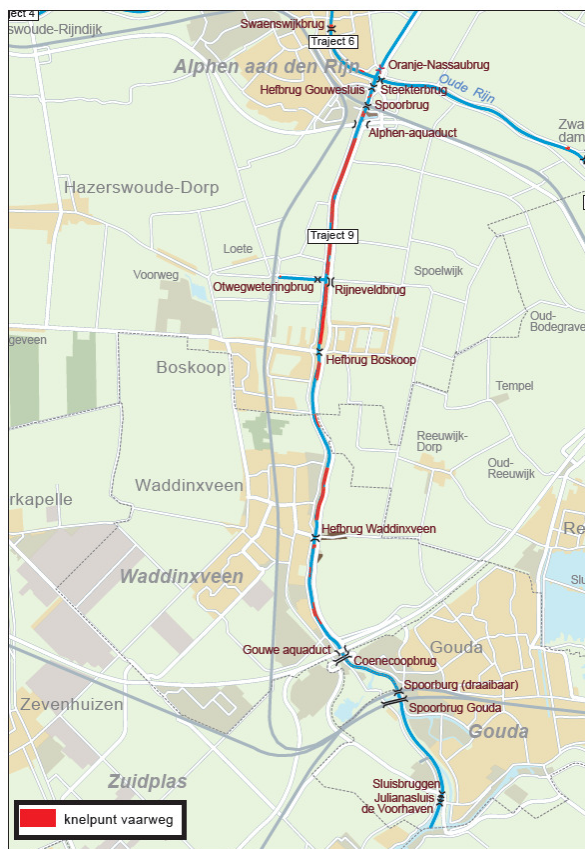 ject 4
Swaenswijkbrug
swoude-Rijndijk
Traject 6
Alphen aan den Rijn
Oranje-Nassaubrug
Hefbrug Gouwesluis
Steekterbrug
Oude Rijn
Spoorbrug
Zwa
dam
Alphen-aquaduct
Hazerswoude-Dorp
Traject 9
Loete
Voorweg
Spoelwijk
Otwegweteringbrug
Rijneveldbrug
Oud-
Bodegrave
geveen
Hefbrug Boskoop
Boskoop
Tempel
Reeuwijk-
Dorp
Oud-
Reeuwijk
Waddinxveen
rkapelle
Hefbrug Waddinxveen
Re
Slu
Waddinxveen
Gouwe aquaduct
Gouda
Coenecoopbrug
Spoorburg (draaibaar)
Zevenhuizen
Spoorbrug Gouda
Gouda
Zuidplas
Sluisbruggen
Julianasluis
de Voorhaven
knelpunt vaarweg